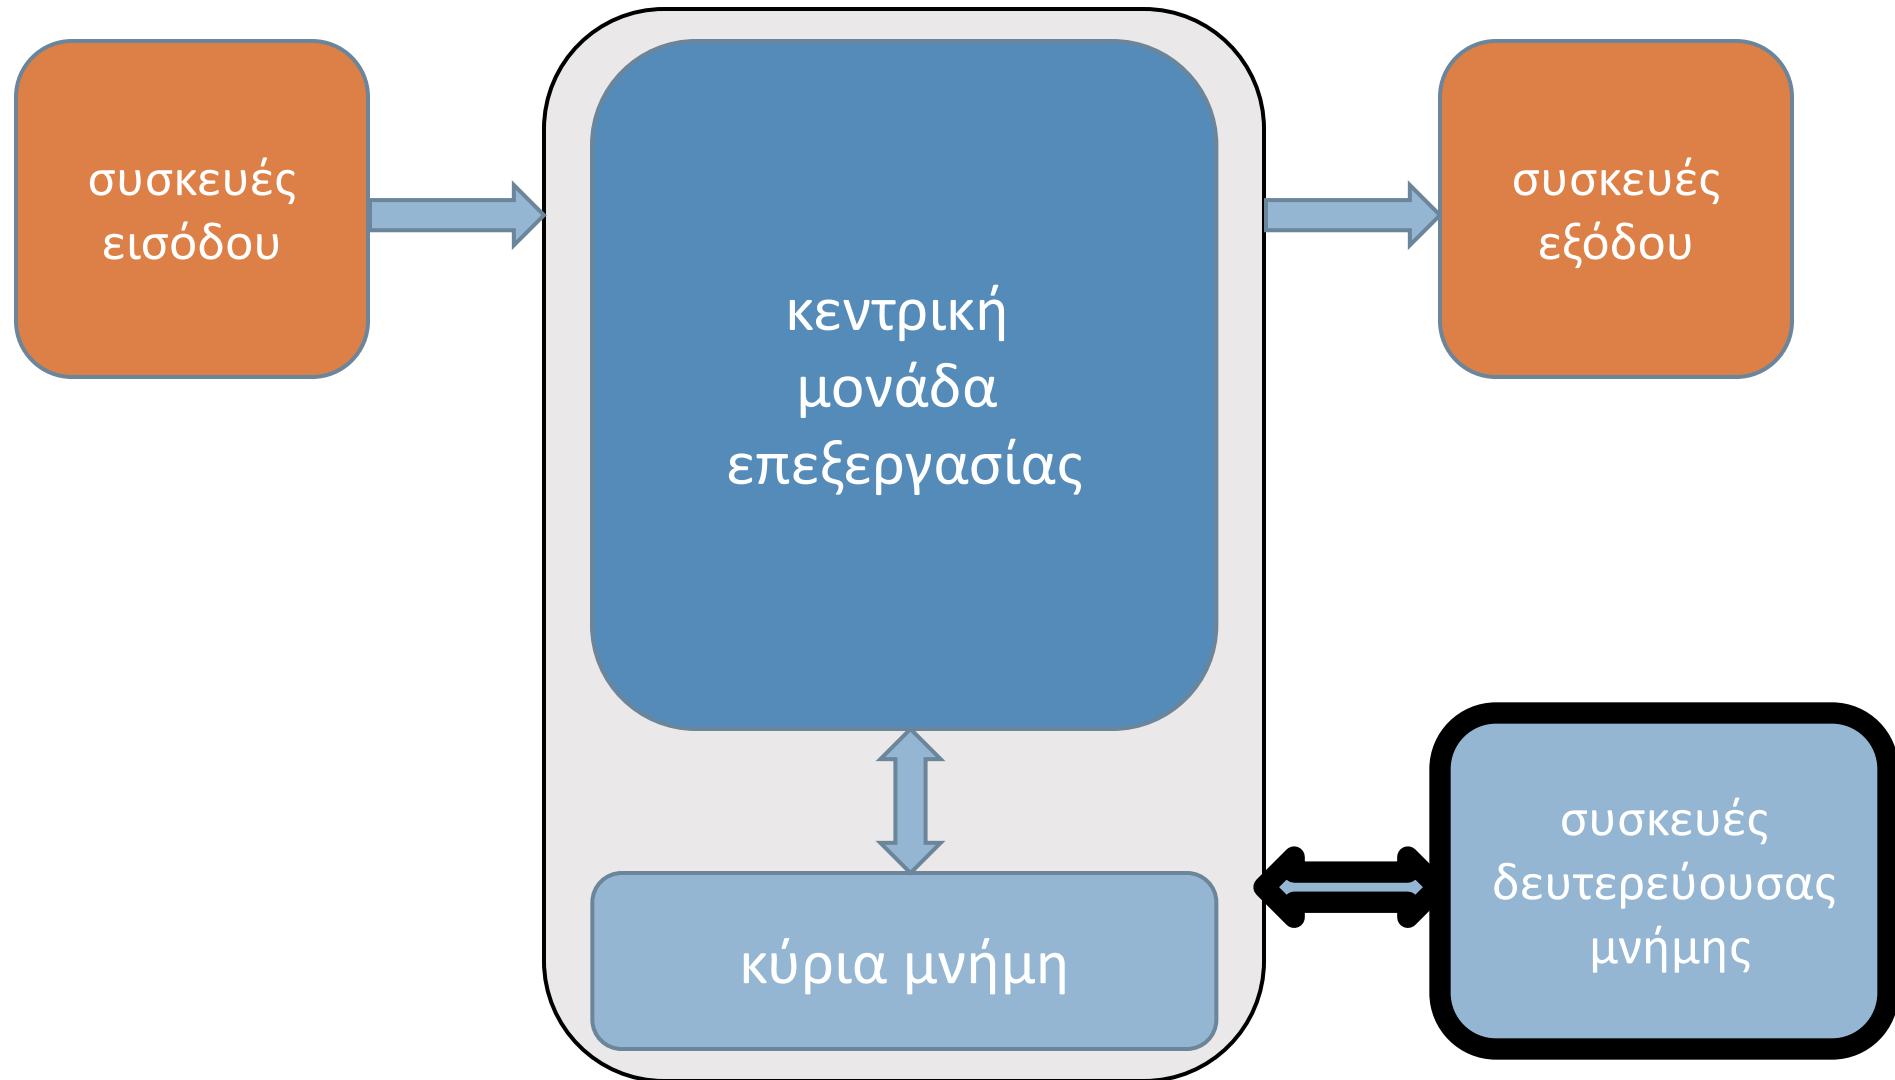 συσκευές
εισόδου
κεντρική
μονάδα
επεξεργασίας
συσκευές
εξόδου
κύρια μνήμη
συσκευές
δευτερεύουσας
μνήμης